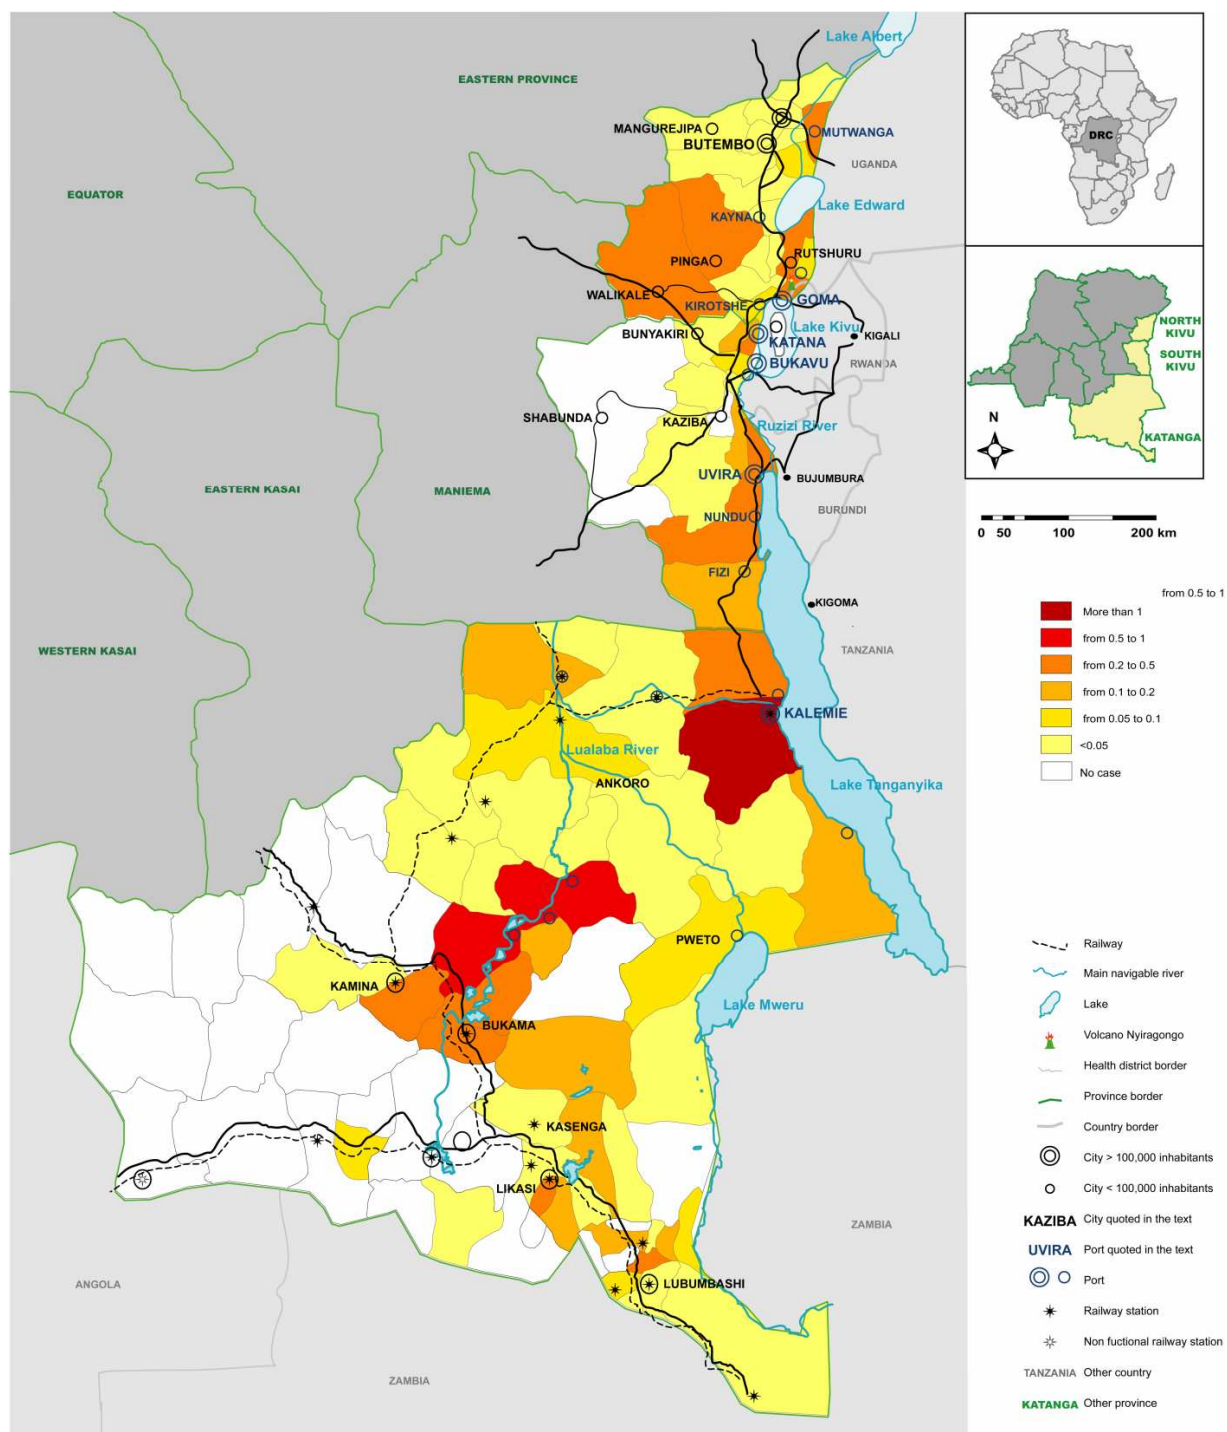 Lake Albert
EASTERN PROVINCE
MANGUREJIPA
BUTEMBO
MUTWANGA
UGANDA
EQUATOR
Lake Edward
KAYNA
PINGA
RUTSHURU
WALIKALE
KIROTSHE
GOMA
BUNYAKIRI
Lake Kivu
KATANA
KIGALI
BUKAVU
RWANDA
SHABUNDA
KAZIBA
Ruzizi River
EASTERN KASAI
MANIEMA
UVIRA
BUJUMBURA
NUNDU
BURUNDI
FIZI
KIGOMA
WESTERN KASAI
TANZANIA
KALEMIE
Lualaba River
ANKORO
Lake Tanganyika
PWETO
KAMINA
Lake Mweru
BUKAMA
KASENGA
LIKASI
ZAMBIA
ANGOLA
LUBUMBASHI
ZAMBIA
DRC
NORTH
KIVU
SOUTH
KIVU
N
KATANGA
0 50 100 200 km
from 0.5 to 1
More than 1
from 0.5 to 1
from 0.2 to 0.5
from 0.1 to 0.2
from 0.05 to 0.1
<0.05
No case
Railway
Main navigable river
Lake
Volcano Nyiragongo
Health district border
Province border
Country border
City > 100,000 inhabitants
City < 100,000 inhabitants
KAZIBA City quoted in the text
UVIRA Port quoted in the text
Port
Railway station
Non fuctional railway station
TANZANIA Other country
KATANGA Other province